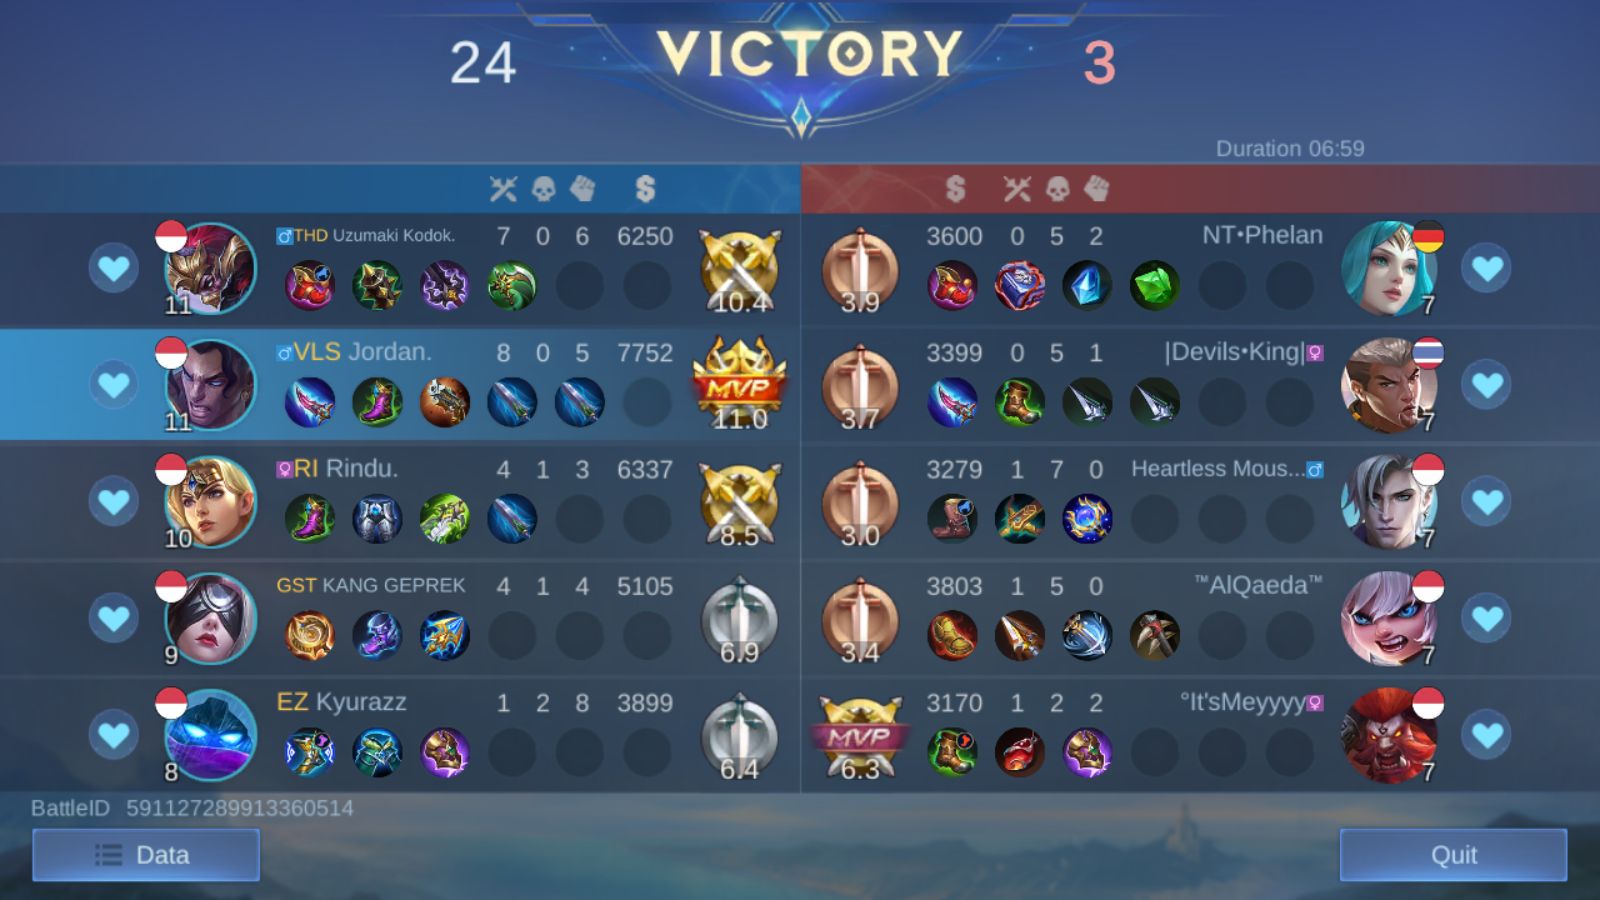 24 VICTORY 3
Duration 06:59
THD Uzumaki Kodok. 7 0 6 6250
11 10.4
3.9 3600 0 5 2 NT•Phelan
7
VLS Jordan. 8 0 5 7752
11 MVP 11.0
3.7 3399 0 5 1 |Devils•King|
7
RI Rindu. 4 1 3 6337
10 8.5
3.0 3279 1 7 0 Heartless Mous...
7
GST KANG GEPREK 4 1 4 5105
9 6.9
3.4 3803 1 5 0 ™AlQaeda™
7
EZ Kyurazz 1 2 8 3899
8 6.4
MVP 6.3 3170 1 2 2 °It'sMeyyyy
7
BattleID 591127289913360514
Data
Quit